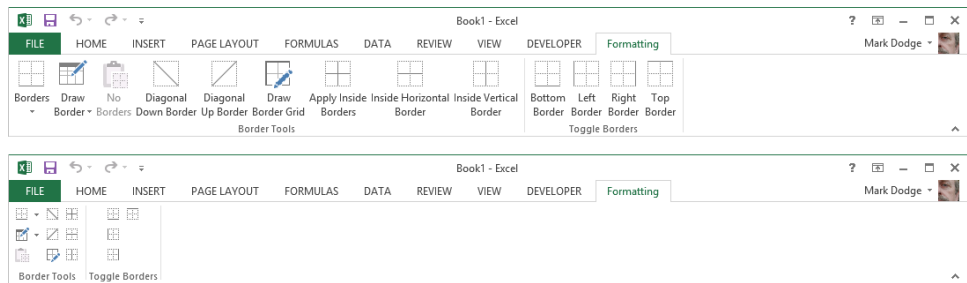 Book1 - Excel
?
FILE HOME INSERT PAGE LAYOUT FORMULAS DATA REVIEW VIEW DEVELOPER Formatting Mark Dodge
Borders Draw No Diagonal Diagonal Draw Apply Inside Inside Horizontal Inside Vertical Bottom Left Right Top
Border Borders Down Border Up Border Border Grid Borders Border Border Border Border Border Border
Border Tools Toggle Borders
Book1 - Excel ?
FILE HOME INSERT PAGE LAYOUT FORMULAS DATA REVIEW VIEW DEVELOPER Formatting Mark Dodge
Border Tools Toggle Borders